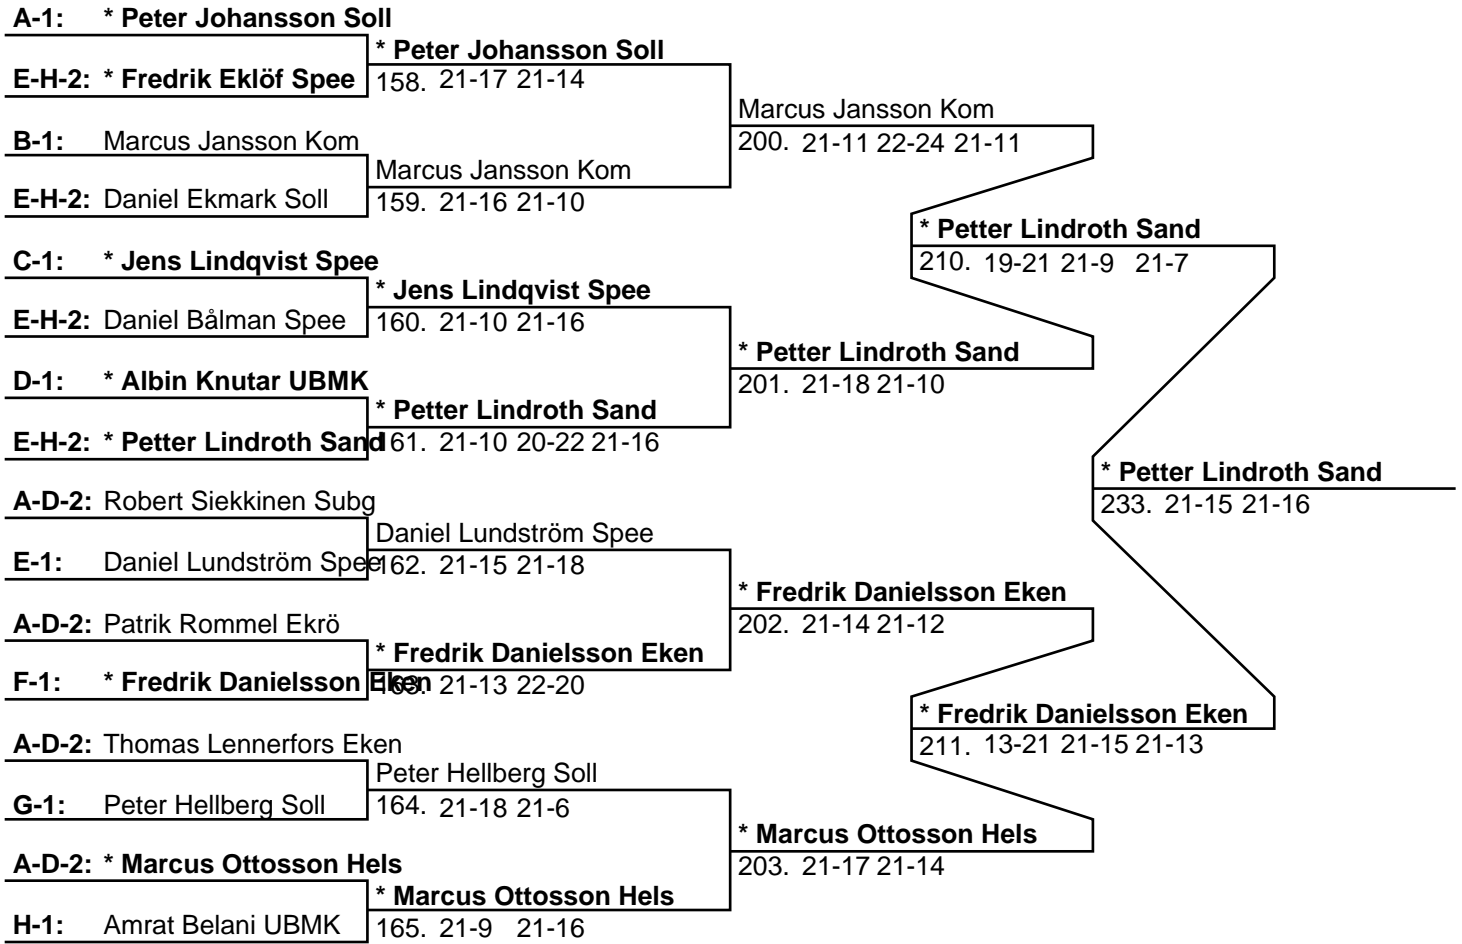 A-1: * Peter Johansson Soll
* Peter Johansson Soll
E-H-2: * Fredrik Eklöf Spee
158. 21-17 21-14
Marcus Jansson Kom
B-1: Marcus Jansson Kom
200. 21-11 22-24 21-11
Marcus Jansson Kom
E-H-2: Daniel Ekmark Soll
159. 21-16 21-10
* Petter Lindroth Sand
C-1: * Jens Lindqvist Spee
210. 19-21 21-9 21-7
* Jens Lindqvist Spee
E-H-2: Daniel Bålman Spee
160. 21-10 21-16
* Petter Lindroth Sand
D-1: * Albin Knutar UBMK
201. 21-18 21-10
* Petter Lindroth Sand
E-H-2: * Petter Lindroth Sand
161. 21-10 20-22 21-16
* Petter Lindroth Sand
A-D-2: Robert Siekkinen Subg
233. 21-15 21-16
Daniel Lundström Spee
E-1: Daniel Lundström Spee
162. 21-15 21-18
* Fredrik Danielsson Eken
A-D-2: Patrik Rommel Ekrö
202. 21-14 21-12
* Fredrik Danielsson Eken
F-1: * Fredrik Danielsson Eken
163. 21-13 22-20
* Fredrik Danielsson Eken
A-D-2: Thomas Lennerfors Eken
211. 13-21 21-15 21-13
Peter Hellberg Soll
G-1: Peter Hellberg Soll
164. 21-18 21-6
* Marcus Ottosson Hels
A-D-2: * Marcus Ottosson Hels
203. 21-17 21-14
* Marcus Ottosson Hels
H-1: Amrat Belani UBMK
165. 21-9 21-16